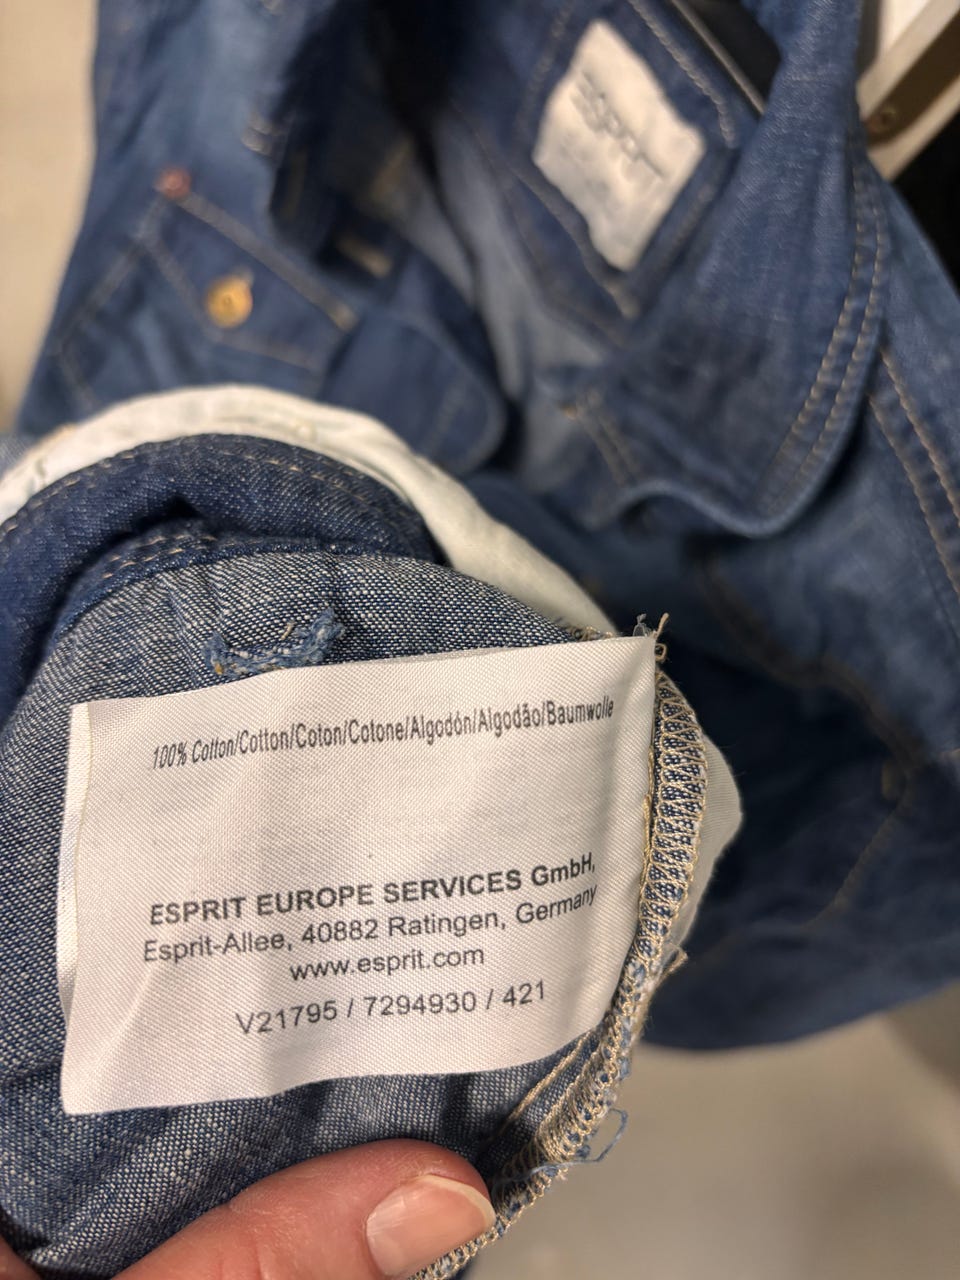 ESPRIT
100% Cotton/Cotton/Coton/Cotone/Algodón/Algodão/Baumwolle
ESPRIT EUROPE SERVICES GmbH,
Esprit-Allee, 40882 Ratingen, Germany
www.esprit.com
V21795 / 7294930 / 421